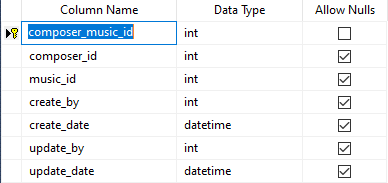 Column Name Data Type Allow Nulls
composer_music_id int
composer_id int
music_id int
create_by int
create_date datetime
update_by int
update_date datetime